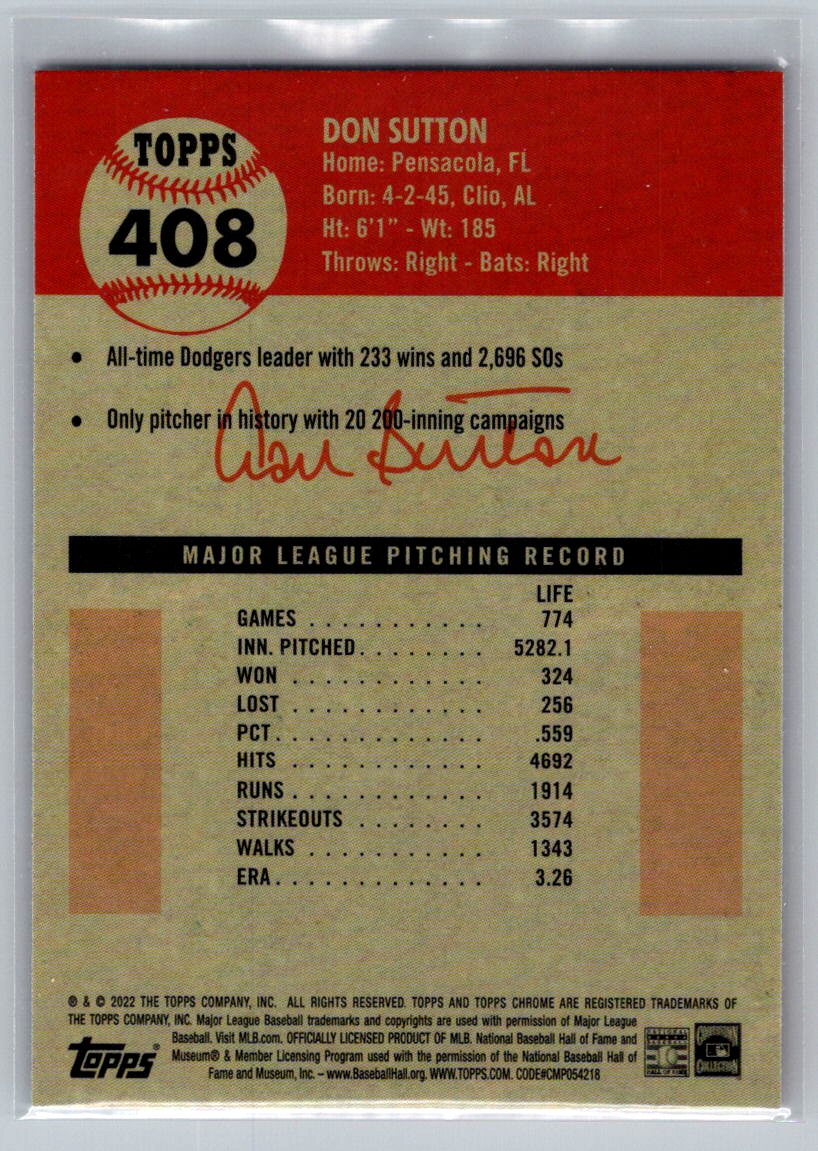 TOPPS
408
DON SUTTON
Home: Pensacola, FL
Born: 4-2-45, Clio, AL
Ht: 6'1" - Wt: 185
Throws: Right - Bats: Right
• All-time Dodgers leader with 233 wins and 2,696 SOs
• Only pitcher in history with 20 200-inning campaigns
Don Sutton
MAJOR LEAGUE PITCHING RECORD
LIFE
GAMES . . . . . . . . . . . 774
INN. PITCHED. . . . . . . . 5282.1
WON . . . . . . . . . . . . 324
LOST . . . . . . . . . . . . 256
PCT. . . . . . . . . . . . . .559
HITS . . . . . . . . . . . . 4692
RUNS . . . . . . . . . . . . 1914
STRIKEOUTS . . . . . . . . 3574
WALKS . . . . . . . . . . . 1343
ERA. . . . . . . . . . . . . 3.26
® & © 2022 THE TOPPS COMPANY, INC. ALL RIGHTS RESERVED. TOPPS AND TOPPS CHROME ARE REGISTERED TRADEMARKS OF
THE TOPPS COMPANY, INC. Major League Baseball trademarks and copyrights are used with permission of Major League
Baseball. Visit MLB.com. OFFICIALLY LICENSED PRODUCT OF MLB. National Baseball Hall of Fame and
Museum® & Member Licensing Program used with the permission of the National Baseball Hall of
Fame and Museum, Inc. – www.BaseballHall.org. WWW.TOPPS.COM. CODE#CMP054218
Topps®
HALL OF FAME
COOPERSTOWN
COLLECTION